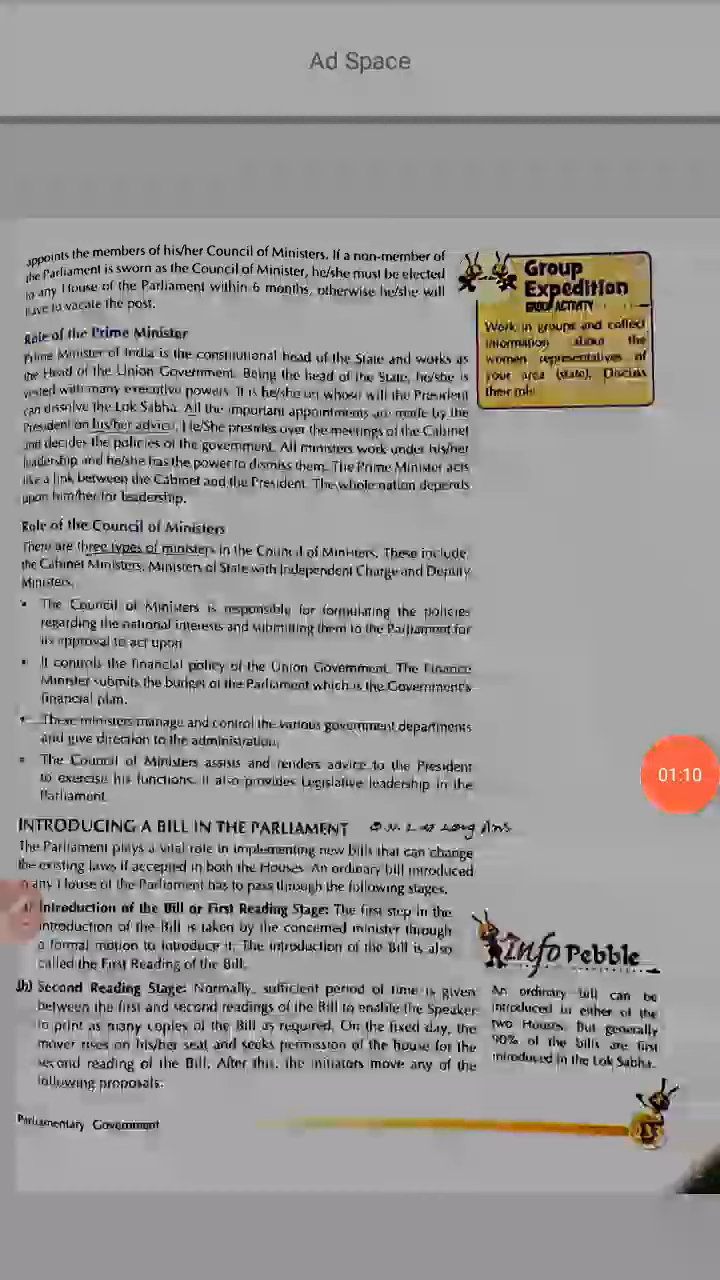 Ad Space
appoints the members of his/her Council of Ministers. If a non-member of
the Parliament is sworn as the Council of Minister, he/she must be elected
to any House of the Parliament within 6 months, otherwise he/she will
have to vacate the post.
Role of the Prime Minister
Prime Minister of India is the constitutional head of the State and works as
the Head of the Union Government. Being the head of the State, he/she is
vested with many executive powers. It is he/she on whose will the President
can dissolve the Lok Sabha. All the important appointments are made by the
President on his/her advice. He/She presides over the meetings of the Cabinet
and decides the policies of the government. All ministers work under his/her
leadership and he/she has the power to dismiss them. The Prime Minister acts
like a link between the Cabinet and the President. The whole nation depends
upon him/her for leadership.
Role of the Council of Ministers
There are three types of ministers in the Council of Ministers. These include,
the Cabinet Ministers, Ministers of State with Independent Charge and Deputy
Ministers.
• The Council of Ministers is responsible for formulating the policies
regarding the national interests and submitting them to the Parliament for
its approval to act upon.
• It controls the financial policy of the Union Government. The Finance
Minister submits the budget of the Parliament which is the Government's
financial plan.
• These ministers manage and control the various government departments
and give direction to the administration.
• The Council of Ministers assists and renders advice to the President
to exercise his functions. It also provides Legislative leadership in the
Parliament.
INTRODUCING A BILL IN THE PARLIAMENT Long Ans
The Parliament plays a vital role in implementing new bills that can change
the existing laws if accepted in both the Houses. An ordinary bill introduced
in any House of the Parliament has to pass through the following stages.
Introduction of the Bill or First Reading Stage: The first step in the
introduction of the Bill is taken by the concerned minister through
a formal motion to introduce it. The introduction of the Bill is also
called the First Reading of the Bill.
(b) Second Reading Stage: Normally, sufficient period of time is given
between the first and second readings of the Bill to enable the Speaker
to print as many copies of the Bill as required. On the fixed day, the
mover rises on his/her seat and seeks permission of the house for the
second reading of the Bill. After this, the initiators move any of the
following proposals:
Group
Expedition
GROUP ACTIVITY
Work in groups and collect
information about the
women representatives of
your area (state). Discuss
their role.
01:10
Info Pebble
An ordinary bill can be
introduced in either of the
two Houses. But generally
90% of the bills are first
introduced in the Lok Sabha.
Parliamentary Government